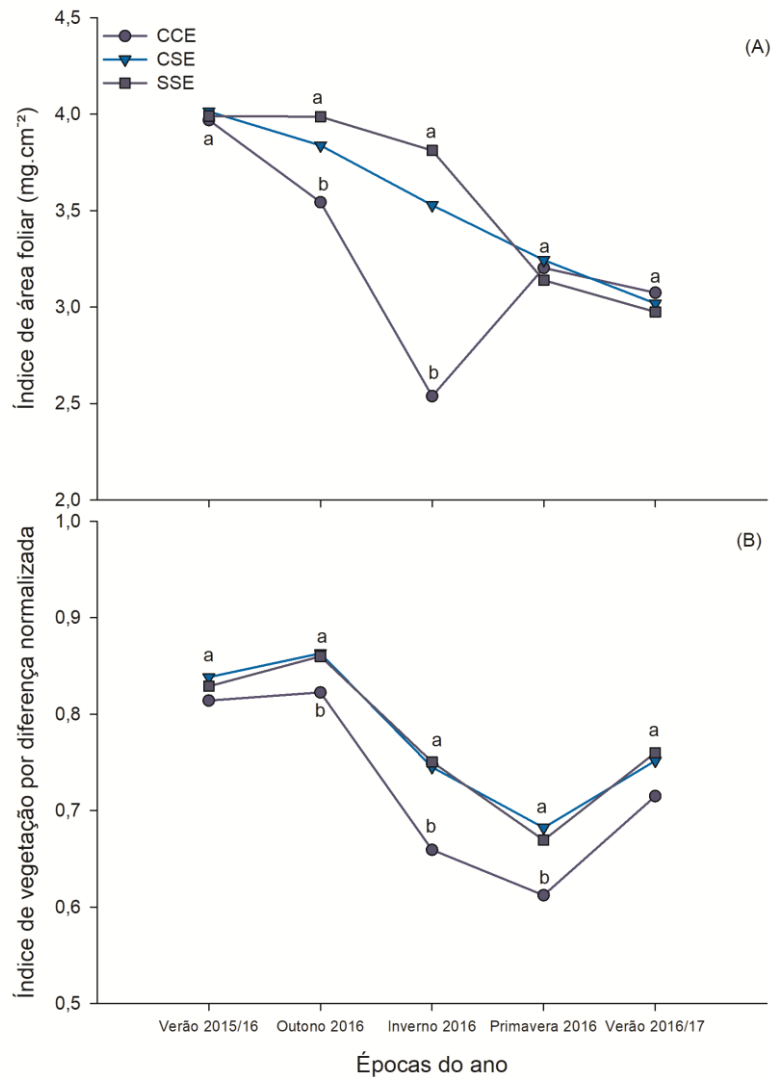 4,5
4,0
3,5
3,0
2,5
2,0
Índice de área foliar (mg.cm⁻²)
CCE
CSE
SSE
(A)
a
a
b
a
b
a
a
1,0
0,9
0,8
0,7
0,6
0,5
Índice de vegetação por diferença normalizada
(B)
a
a
b
a
b
a
b
a
Verão 2015/16 Outono 2016 Inverno 2016 Primavera 2016 Verão 2016/17
Épocas do ano